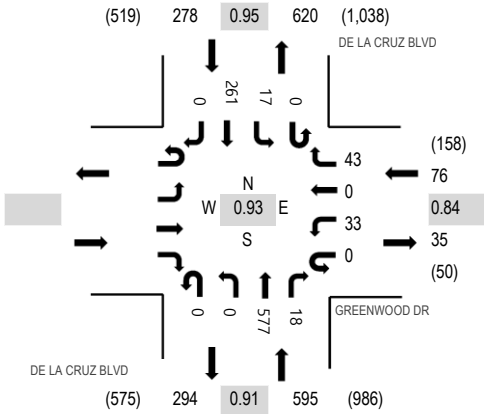 (519) 278 0.95 620 (1,038)
DE LA CRUZ BLVD
0 261 17 0
43
(158)
76
0
N
W 0.93 E
S
0.84
33
35
0
(50)
0 0 577 18
GREENWOOD DR
DE LA CRUZ BLVD
(575) 294 0.91 595 (986)